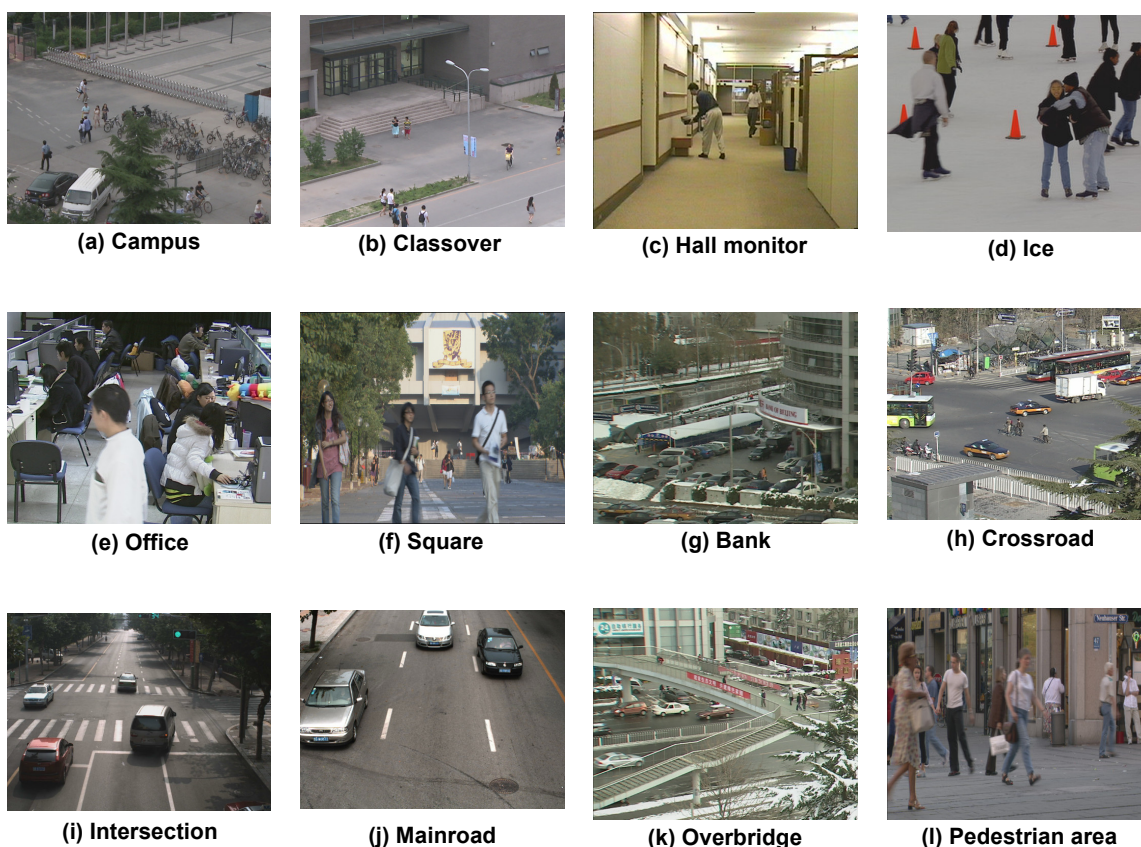 (a) Campus
(b) Classover
(c) Hall monitor
(d) Ice
(e) Office
(f) Square
(g) Bank
(h) Crossroad
(i) Intersection
(j) Mainroad
(k) Overbridge
(l) Pedestrian area